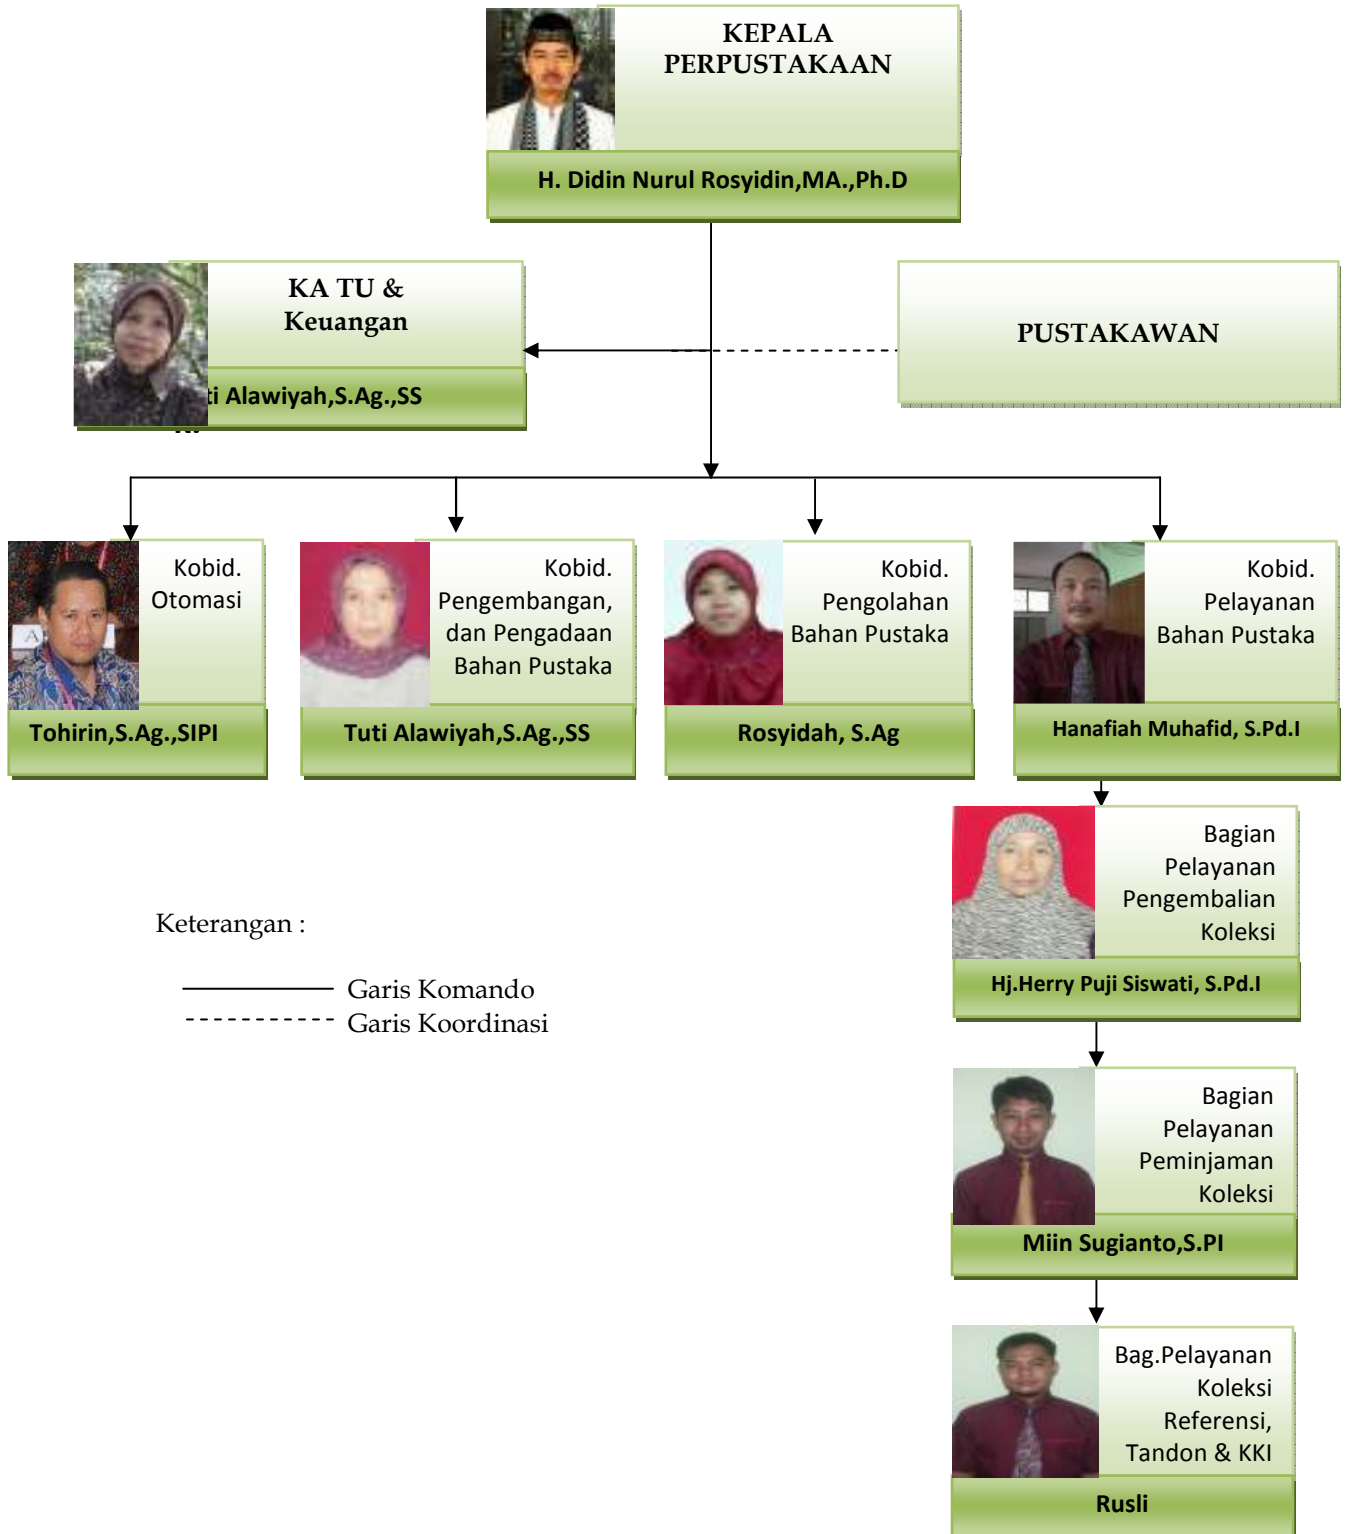 KEPALA
PERPUSTAKAAN
H. Didin Nurul Rosyidin,MA.,Ph.D
KA TU &
Keuangan
ti Alawiyah,S.Ag.,SS
PUSTAKAWAN
Kobid.
Otomasi
Tohirin,S.Ag.,SIPI
Kobid.
Pengembangan,
dan Pengadaan
Bahan Pustaka
Tuti Alawiyah,S.Ag.,SS
Kobid.
Pengolahan
Bahan Pustaka
Rosyidah, S.Ag
Kobid.
Pelayanan
Bahan Pustaka
Hanafiah Muhafid, S.Pd.I
Bagian
Pelayanan
Pengembalian
Koleksi
Hj.Herry Puji Siswati, S.Pd.I
Keterangan :
Garis Komando
Garis Koordinasi
Bagian
Pelayanan
Peminjaman
Koleksi
Miin Sugianto,S.PI
Bag.Pelayanan
Koleksi
Referensi,
Tandon & KKI
Rusli